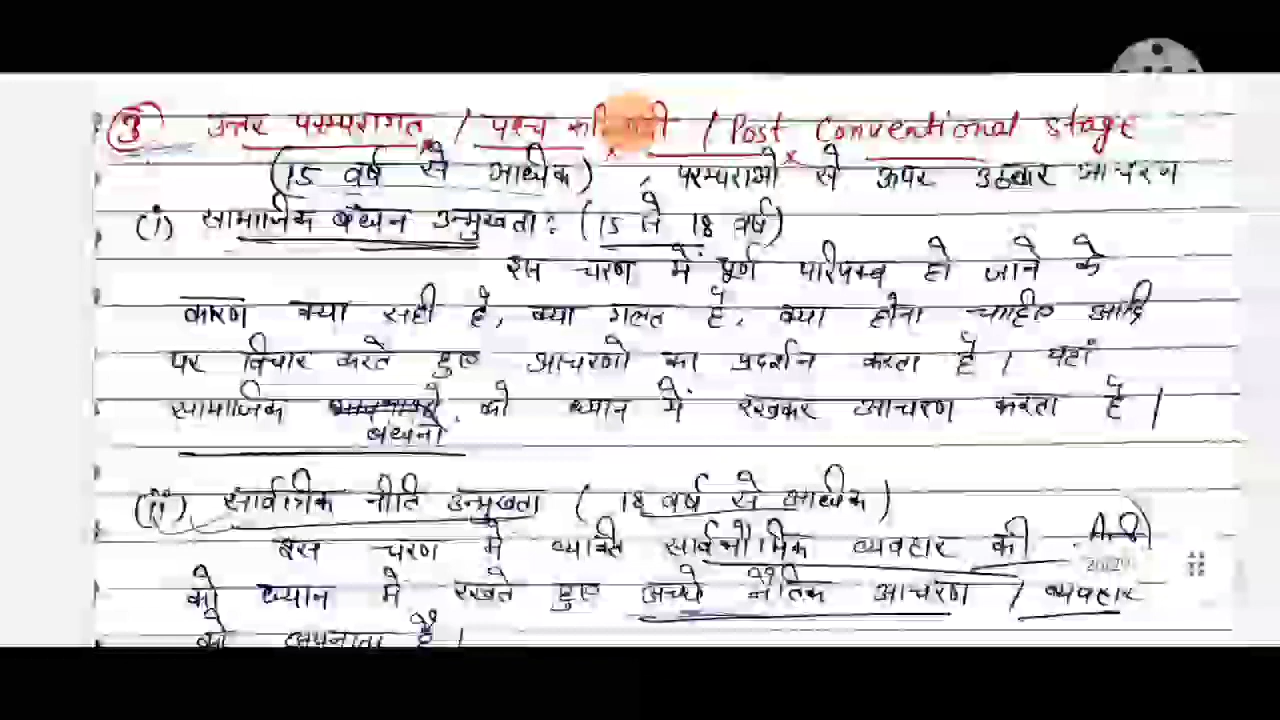 3 उत्तर परम्परागत / पश्च / Post Conventional stage
(15 वर्ष से अधिक) , परम्पराओं से ऊपर उठकर आचरण
(i) सामाजिक बंधन उन्मुखता : (15 से 18 वर्ष)
इस चरण में पूर्ण परिपक्व हो जाने के
कारण क्या सही है, क्या गलत है, क्या होना चाहिए आदि
पर विचार करते हुए आचरणो का प्रदर्शन करता है । यहां
सामाजिक बंधनो को ध्यान में रखकर आचरण करता है ।
(ii) सार्वत्रिक नीति उन्मुखता (18 वर्ष से अधिक)
इस चरण में व्यक्ति सार्वभौमिक व्यवहार की
को ध्यान में रखते हुए अच्छे नैतिक आचरण / व्यवहार
को अपनाता है ।